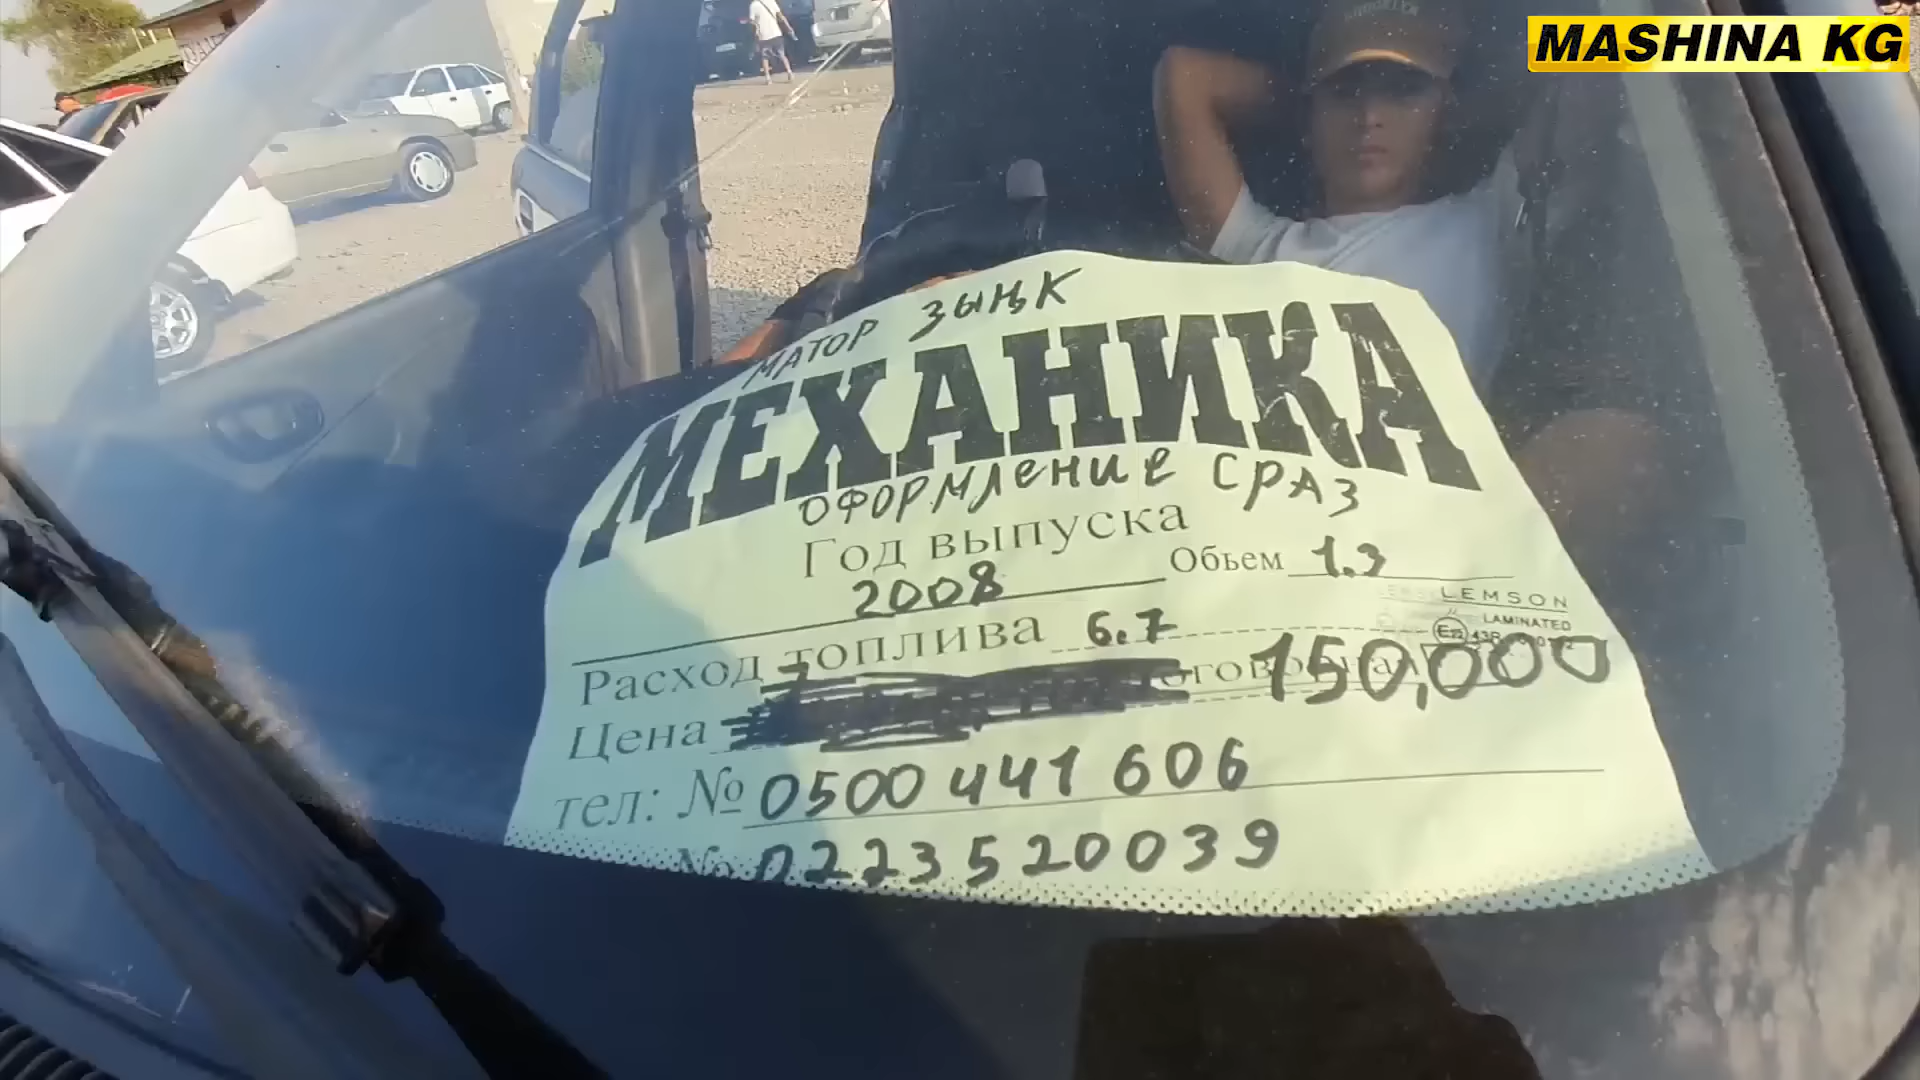 MASHINA KG
МАТОР ЗЫҢК
МЕХАНИКА
ОФОРМЛЕНИЕ СРАЗ
Год выпуска
2008
Обьем 1.3
LEMSON
LAMINATED
Расход топлива 6.7
Цена 150,000
тел: № 0500 441 606
№ 0223520039